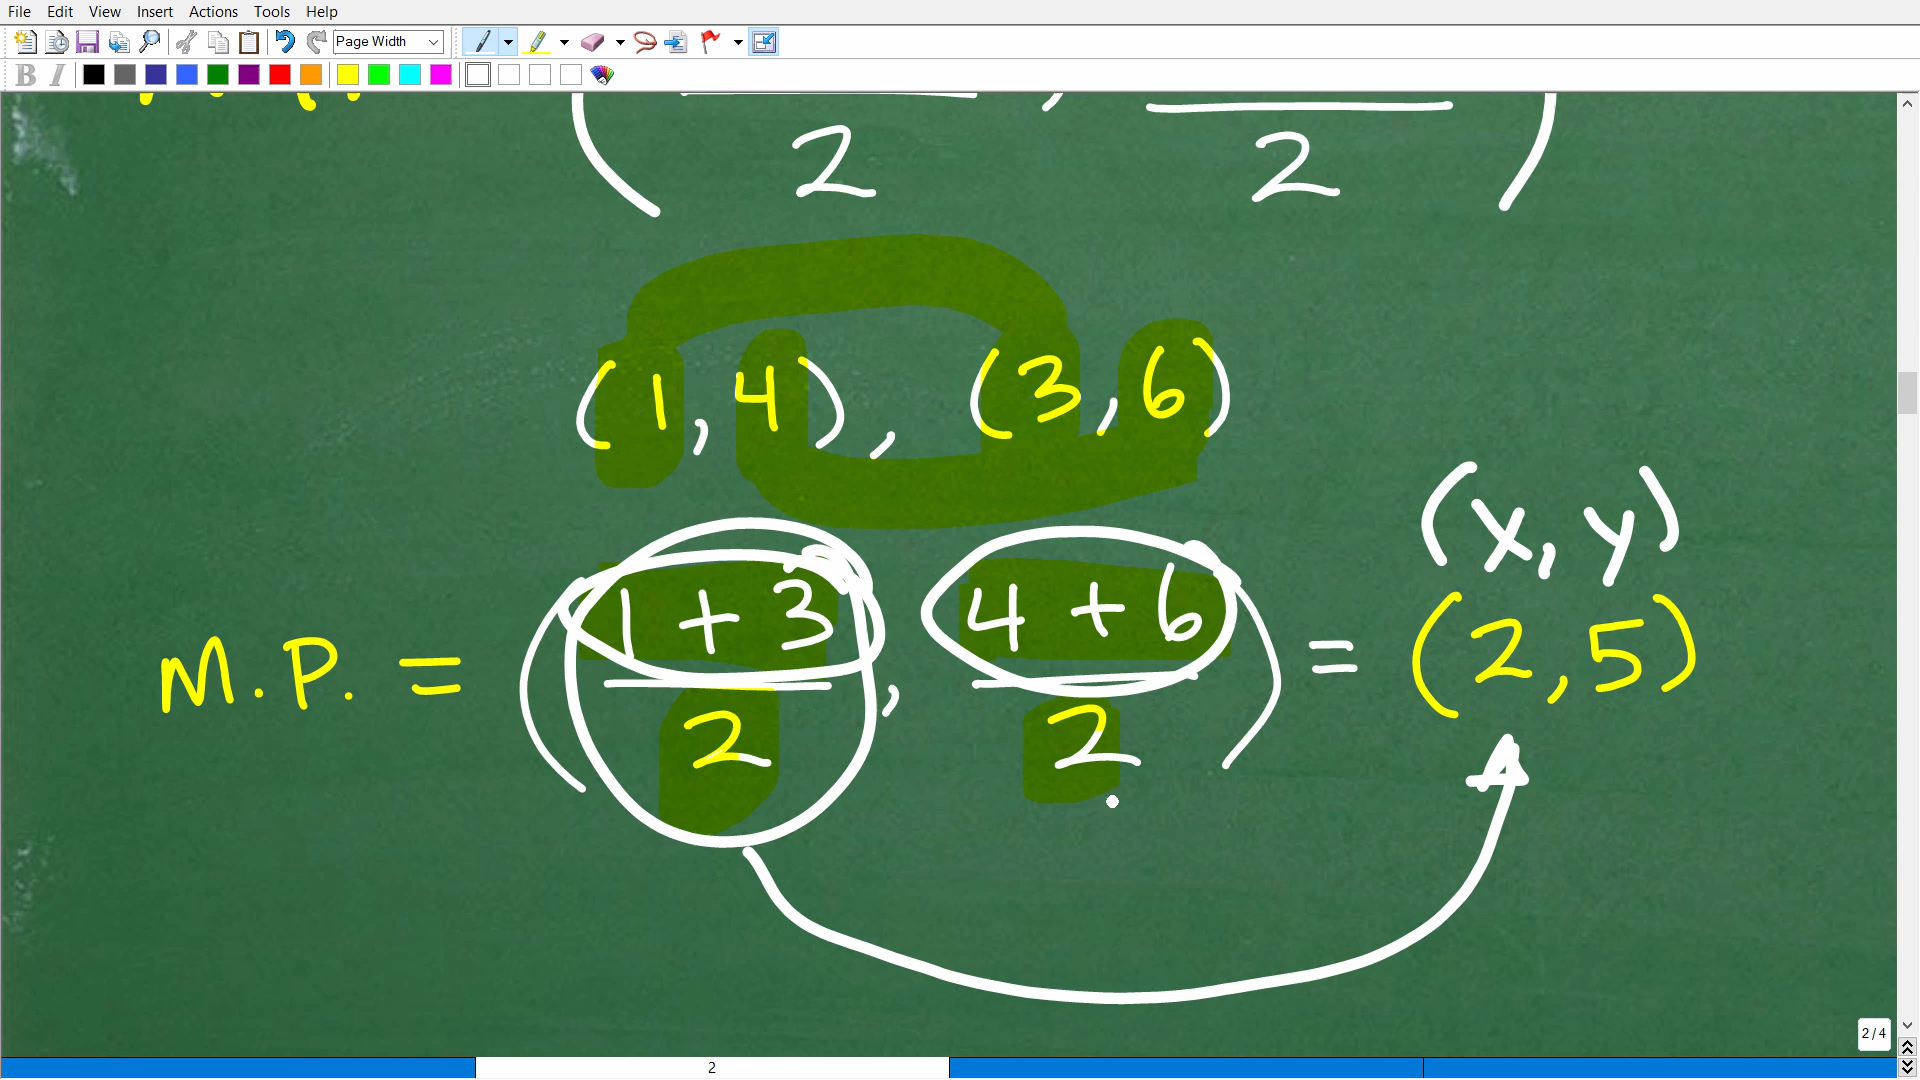 File Edit View Insert Actions Tools Help
Page Width
B I
2 2
(1,4), (3,6)
(x,y)
M.P. = (1+3/2, 4+6/2) = (2,5)
2/4
2